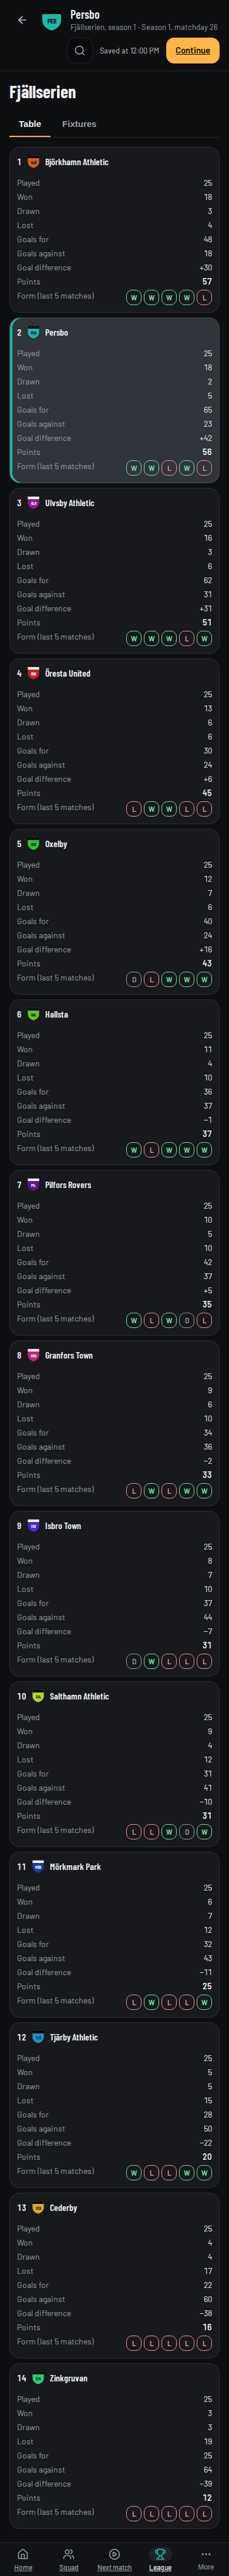 PER
Persbo
Fjällserien, season 1 · Season 1, matchday 26
Saved at 12:00 PM
Continue
Fjällserien
Table
Fixtures
1 Björkhamn Athletic
Played 25
Won 18
Drawn 3
Lost 4
Goals for 48
Goals against 18
Goal difference +30
Points 57
Form (last 5 matches) W W W W L
2 Persbo
Played 25
Won 18
Drawn 2
Lost 5
Goals for 65
Goals against 23
Goal difference +42
Points 56
Form (last 5 matches) W W L W L
3 Ulvsby Athletic
Played 25
Won 16
Drawn 3
Lost 6
Goals for 62
Goals against 31
Goal difference +31
Points 51
Form (last 5 matches) W W W L W
4 Öresta United
Played 25
Won 13
Drawn 6
Lost 6
Goals for 30
Goals against 24
Goal difference +6
Points 45
Form (last 5 matches) L W W L L
5 Oxelby
Played 25
Won 12
Drawn 7
Lost 6
Goals for 40
Goals against 24
Goal difference +16
Points 43
Form (last 5 matches) D L W W W
6 Hallsta
Played 25
Won 11
Drawn 4
Lost 10
Goals for 36
Goals against 37
Goal difference −1
Points 37
Form (last 5 matches) W L W W W
7 Pilfors Rovers
Played 25
Won 10
Drawn 5
Lost 10
Goals for 42
Goals against 37
Goal difference +5
Points 35
Form (last 5 matches) W L W D L
8 Granfors Town
Played 25
Won 9
Drawn 6
Lost 10
Goals for 34
Goals against 36
Goal difference −2
Points 33
Form (last 5 matches) L W L W W
9 Isbro Town
Played 25
Won 8
Drawn 7
Lost 10
Goals for 37
Goals against 44
Goal difference −7
Points 31
Form (last 5 matches) D W L L L
10 Salthamn Athletic
Played 25
Won 9
Drawn 4
Lost 12
Goals for 31
Goals against 41
Goal difference −10
Points 31
Form (last 5 matches) L L W D W
11 Mörkmark Park
Played 25
Won 6
Drawn 7
Lost 12
Goals for 32
Goals against 43
Goal difference −11
Points 25
Form (last 5 matches) L W L L W
12 Tjärby Athletic
Played 25
Won 5
Drawn 5
Lost 15
Goals for 28
Goals against 50
Goal difference −22
Points 20
Form (last 5 matches) W L L W W
13 Cederby
Played 25
Won 4
Drawn 4
Lost 17
Goals for 22
Goals against 60
Goal difference −38
Points 16
Form (last 5 matches) L L L L L
14 Zinkgruvan
Played 25
Won 3
Drawn 3
Lost 19
Goals for 25
Goals against 64
Goal difference −39
Points 12
Form (last 5 matches) L L L L L
Home
Squad
Next match
League
More